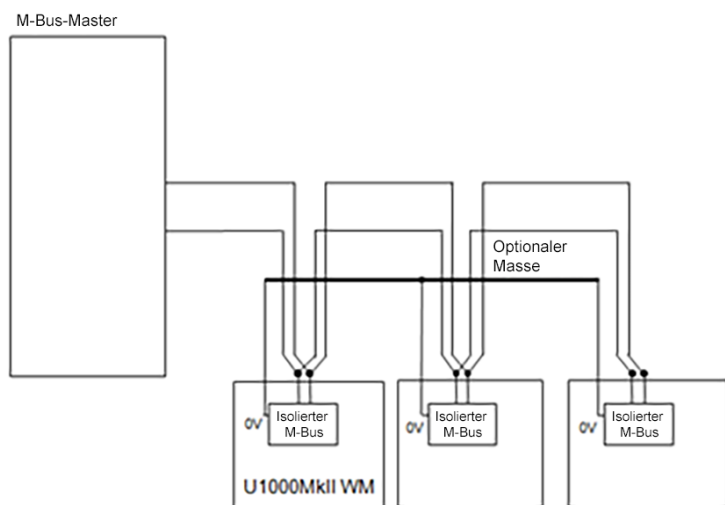 M-Bus-Master
Optionaler
Masse
0V
Isolierter
M-Bus
0V
Isolierter
M-Bus
0V
Isolierter
M-Bus
U1000MkII WM